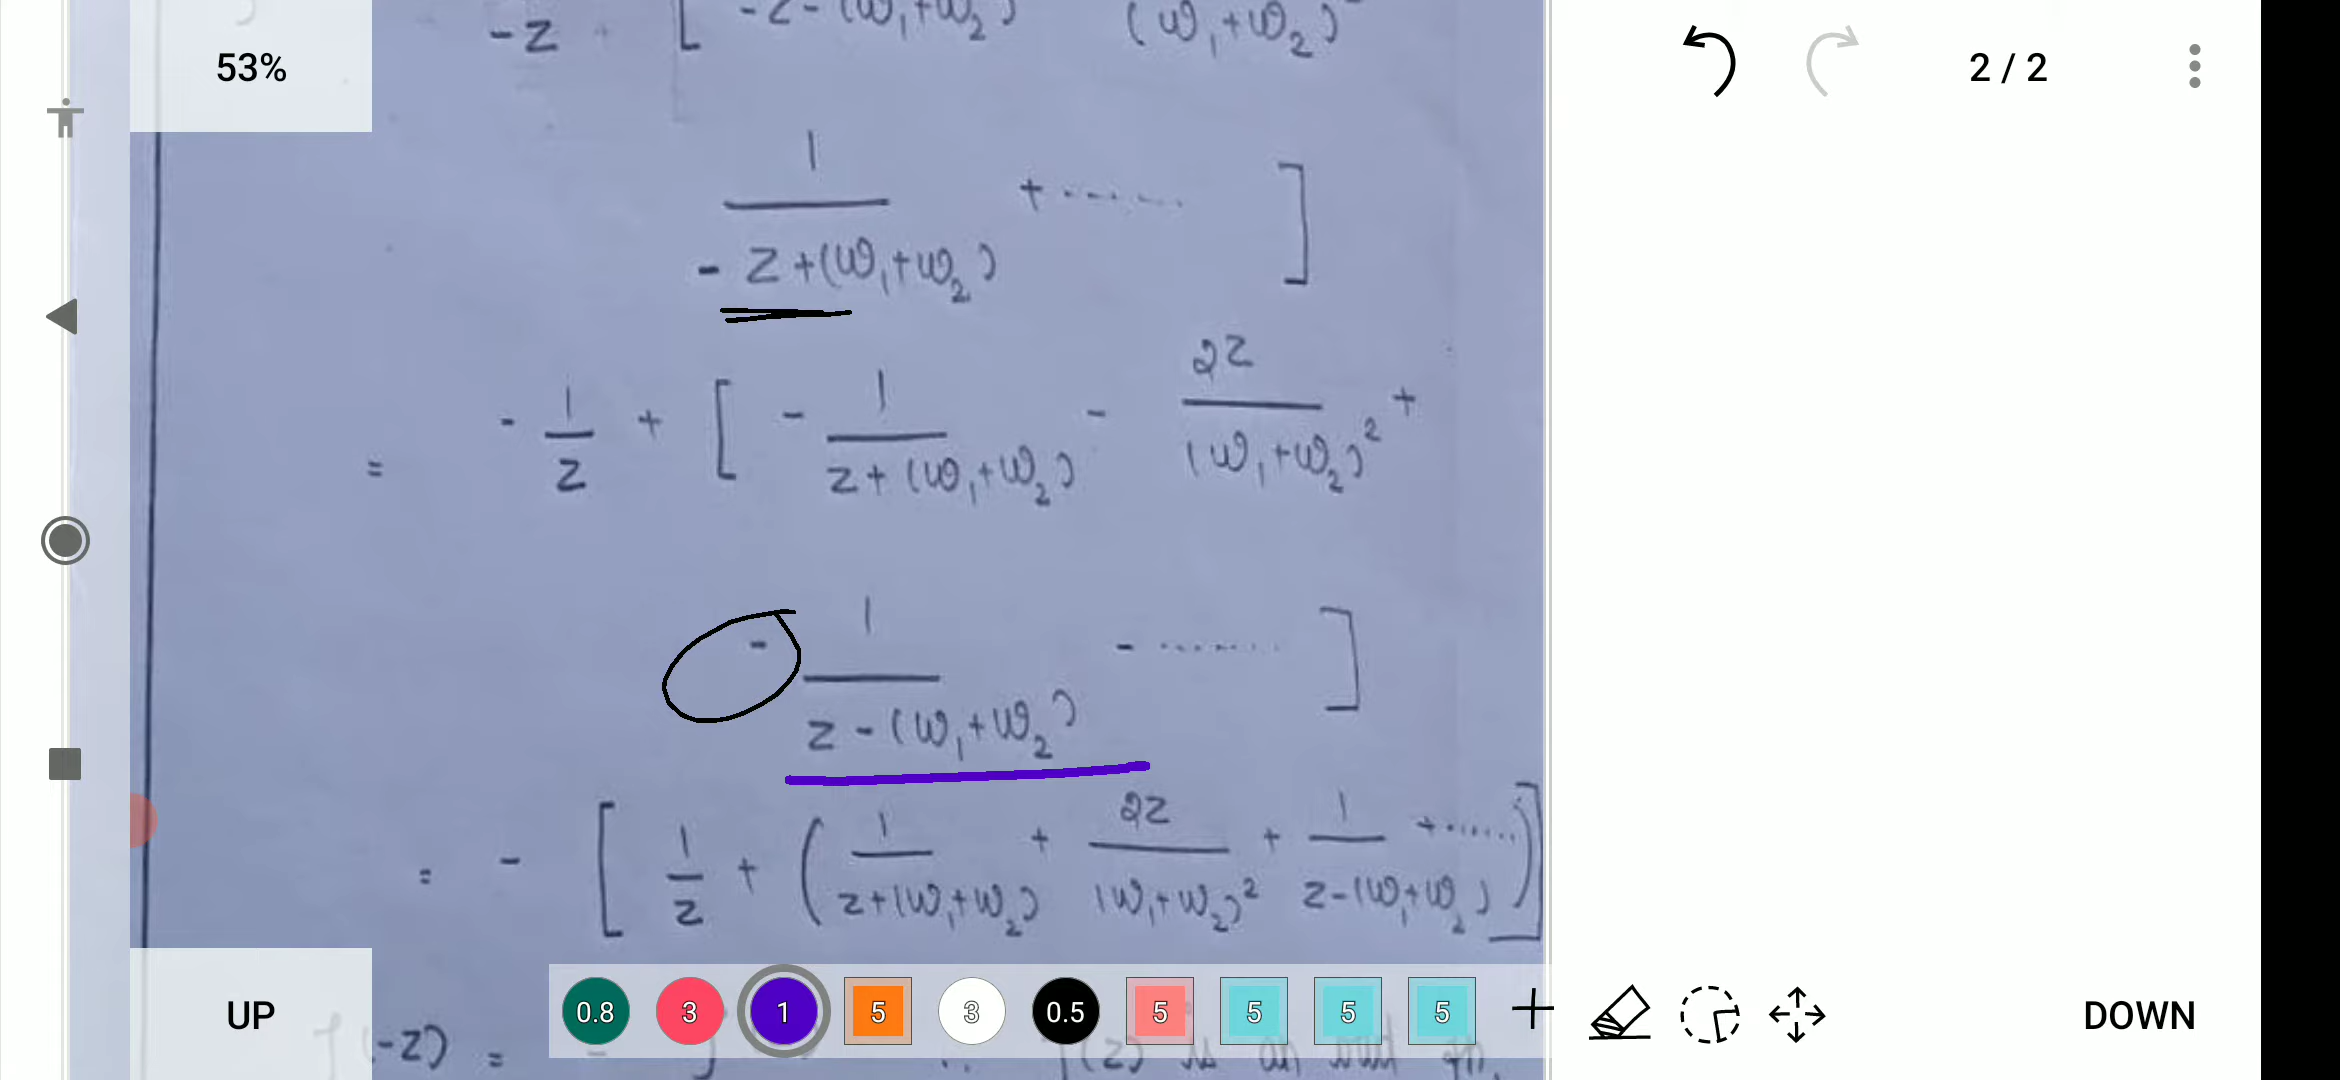 53%
2 / 2
-z + [ -z-(ω₁+ω₂) (ω₁+ω₂)
1
- z+(ω₁+ω₂) + ...... ]
= - 1/z + [ - 1/(z+(ω₁+ω₂)) - 2z/(ω₁+ω₂)² +
- 1/(z-(ω₁+ω₂)) - ....... ]
= - [ 1/z + ( 1/(z+(ω₁+ω₂)) + 2z/(ω₁+ω₂)² + 1/(z-(ω₁+ω₂)) + ...... ) ]
UP
0.8 3 1 5 3 0.5 5 5 5 5
DOWN
f(-z) = -